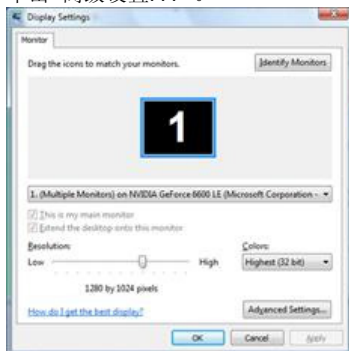 Display Settings
Monitor
Drag the icons to match your monitors.
Identify Monitors
1
1. (Multiple Monitors) on NVIDIA GeForce 6600 LE (Microsoft Corporation -
This is my main monitor
Extend the desktop onto this monitor
Resolution:
Colors:
Low
High
Highest (32 bit)
1280 by 1024 pixels
How do I get the best display?
Advanced Settings...
OK
Cancel
Apply